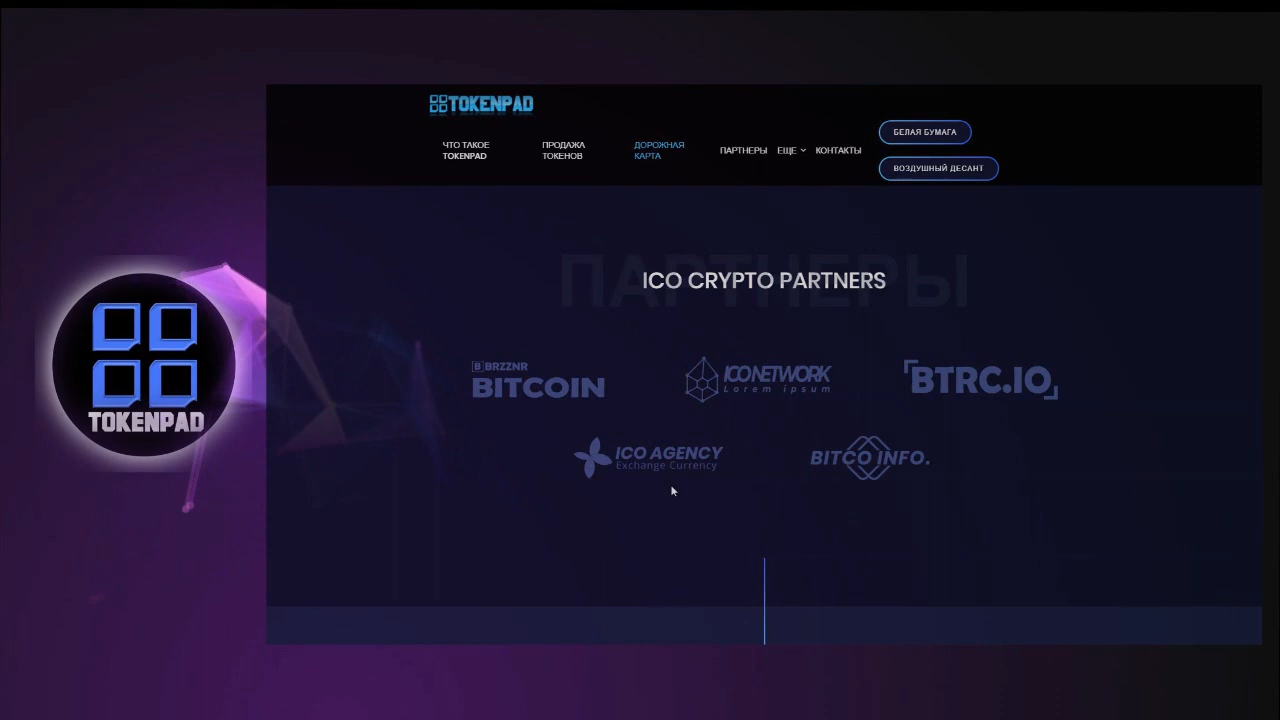 TOKENPAD
ЧТО ТАКОЕ
TOKENPAD
ПРОДАЖА
ТОКЕНОВ
ДОРОЖНАЯ
КАРТА
ПАРТНЕРЫ
ЕЩЕ
КОНТАКТЫ
БЕЛАЯ БУМАГА
ВОЗДУШНЫЙ ДЕСАНТ
ПАРТНЕРЫ
ICO CRYPTO PARTNERS
B BRZZNR
BITCOIN
ICONETWORK
Lorem ipsum
BTRC.IO
ICO AGENCY
Exchange Currency
BITCO INFO.
TOKENPAD